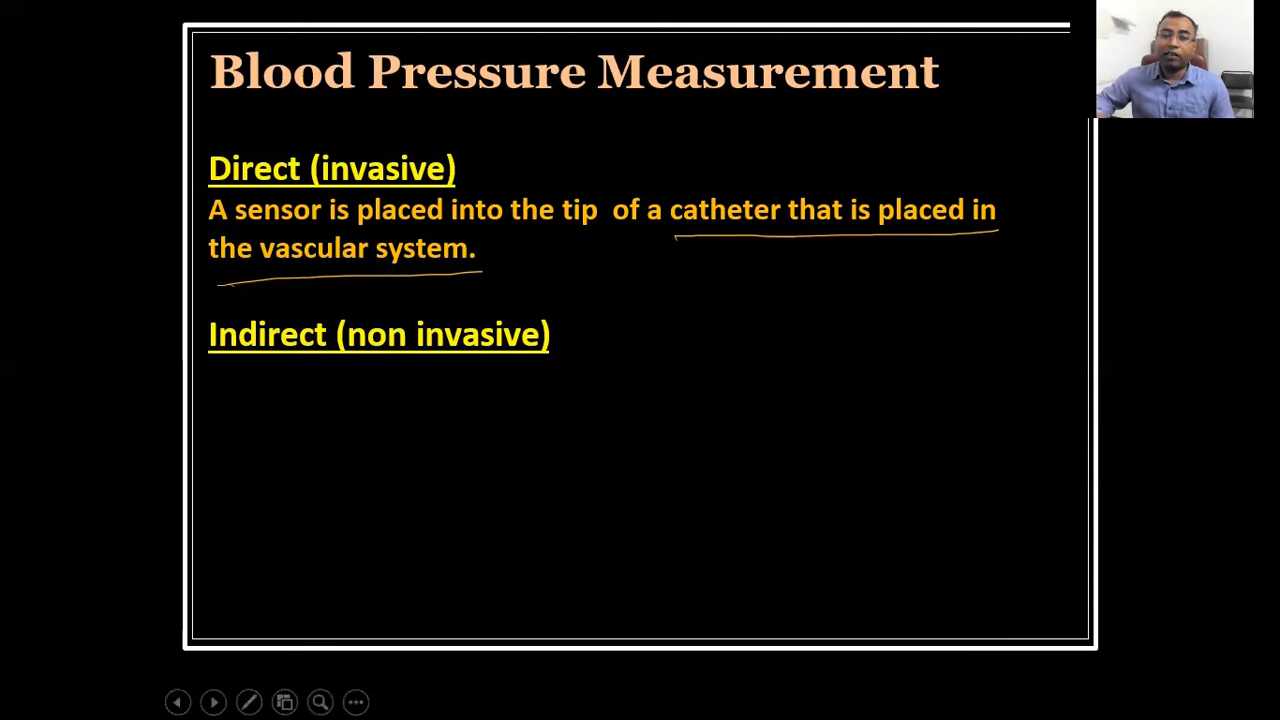 Blood Pressure Measurement
Direct (invasive)
A sensor is placed into the tip of a catheter that is placed in
the vascular system.
Indirect (non invasive)